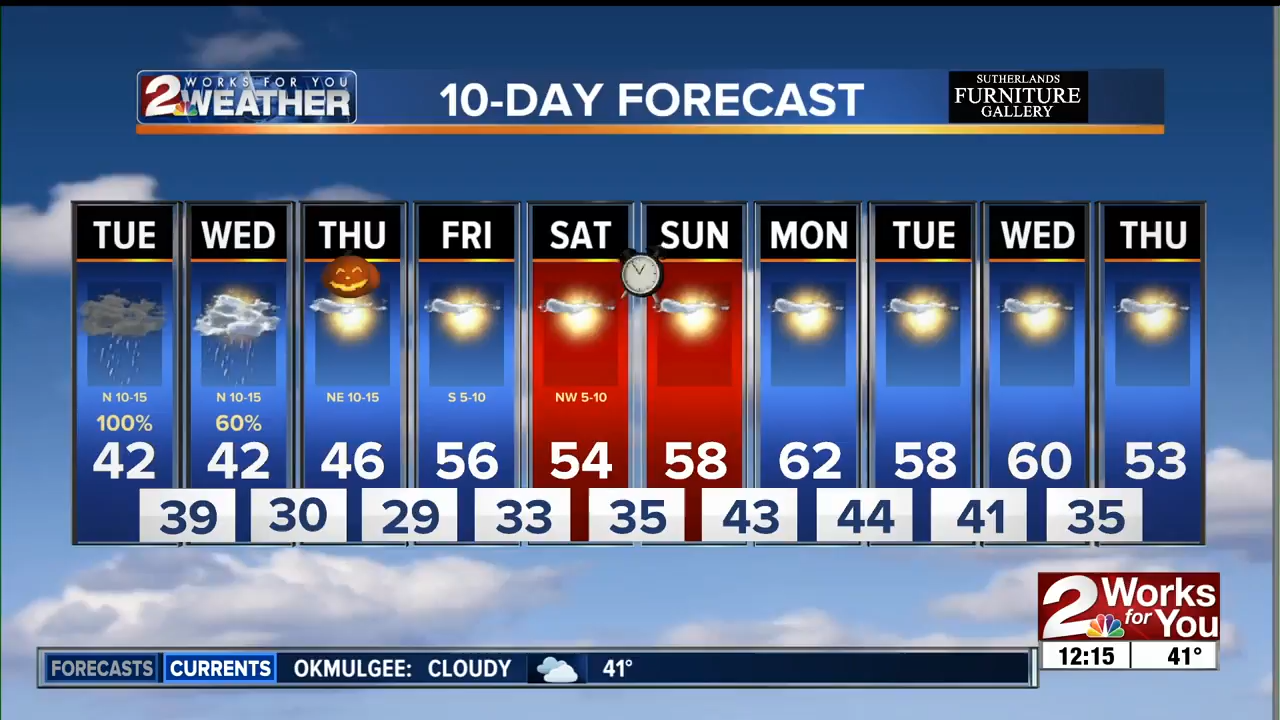 2 WORKS FOR YOU
WEATHER
10-DAY FORECAST
SUTHERLANDS
FURNITURE
GALLERY
TUE WED THU FRI SAT SUN MON TUE WED THU
N 10-15 N 10-15 NE 10-15 S 5-10 NW 5-10
100% 60%
42 42 46 56 54 58 62 58 60 53
39 30 29 33 35 43 44 41 35
2 Works
for You
12:15 41°
FORECASTS CURRENTS OKMULGEE: CLOUDY 41°